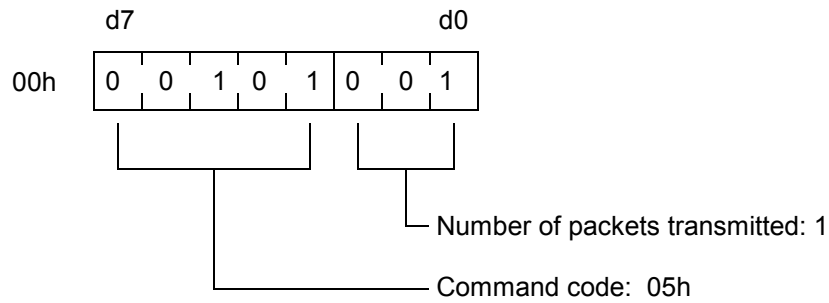 d7 d0
00h 0 0 1 0 1 0 0 1
Number of packets transmitted: 1
Command code: 05h